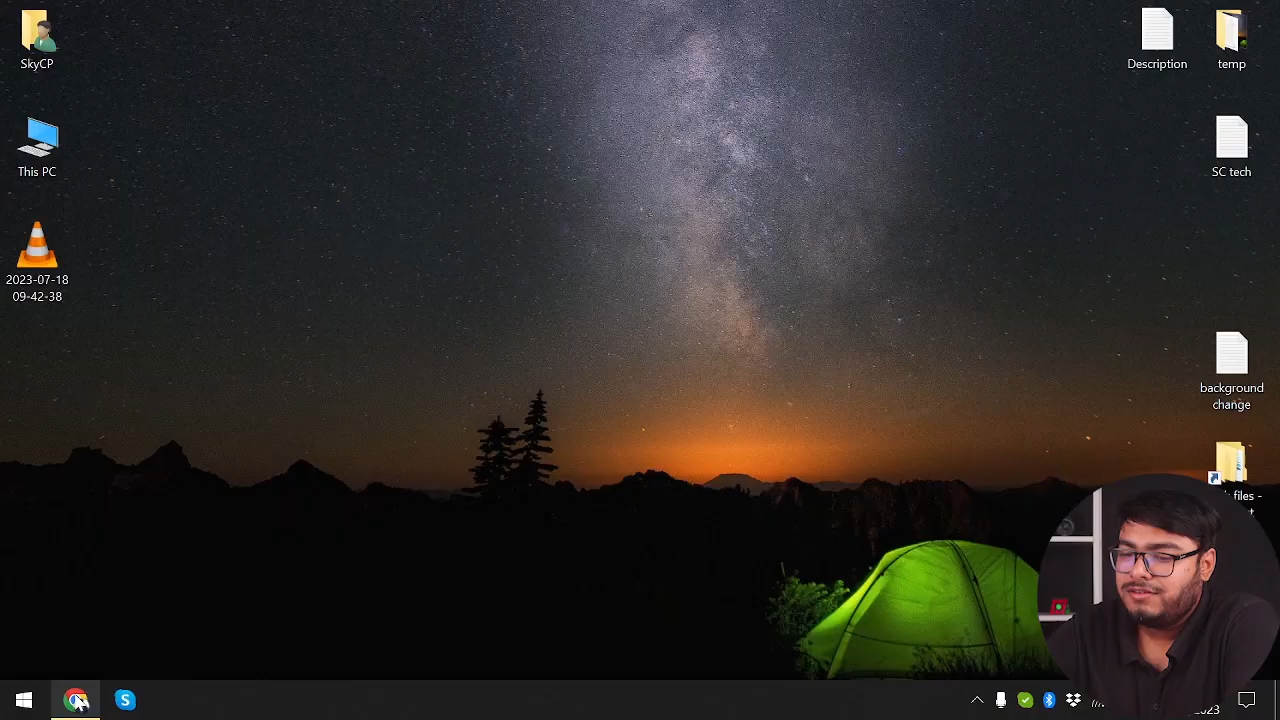 SkyCP
Description
temp
This PC
SC tech
2023-07-18
09-42-38
background
change
files -
S